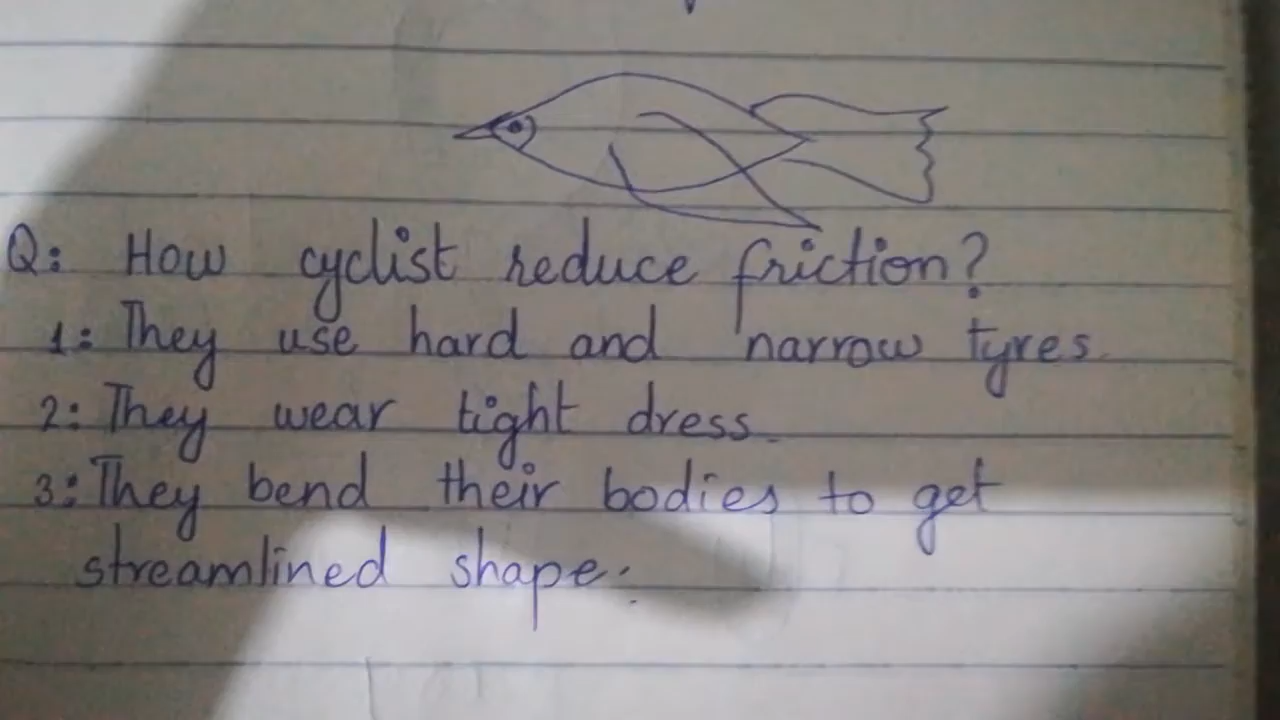 Q: How cyclist reduce friction?
1: They use hard and narrow tyres.
2: They wear tight dress.
3: They bend their bodies to get
streamlined shape.